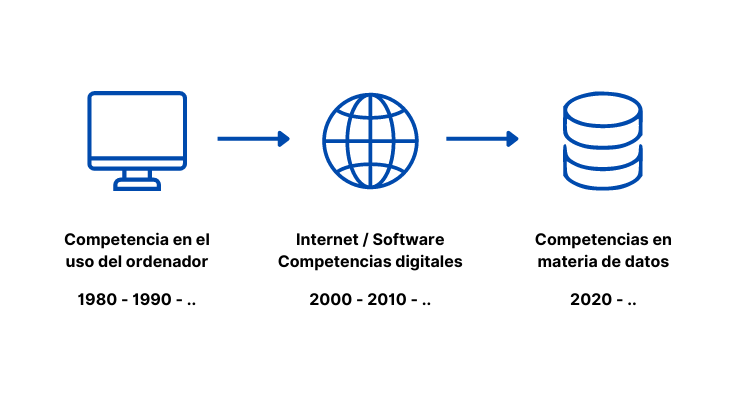 Competencia en el
uso del ordenador
1980 - 1990 - ..
Internet / Software
Competencias digitales
2000 - 2010 - ..
Competencias en
materia de datos
2020 - ..